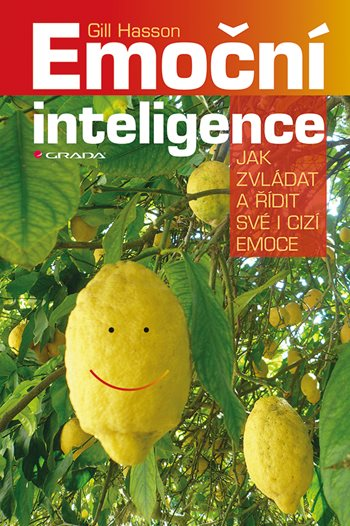 Gill Hasson
Emoční
inteligence
GRADA
JAK
ZVLÁDAT
A ŘÍDIT
SVÉ I CIZÍ
EMOCE